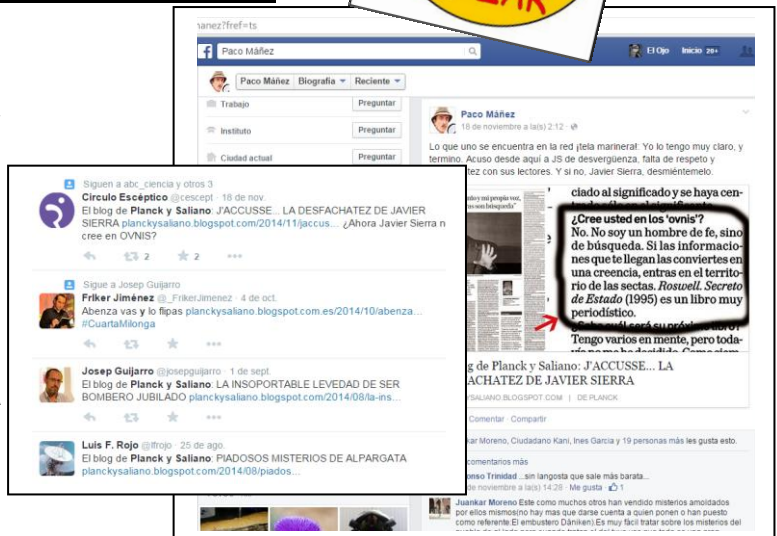 ZAR
nanez?fref=ts
Paco Máñez
El Ojo Inicio 20+
Paco Máñez Biografía Reciente
Trabajo Preguntar
Instituto Preguntar
Ciudad actual Preguntar
Paco Máñez
18 de noviembre a la(s) 2:12
Lo que uno se encuentra en la red ¡tela marinera!: Yo lo tengo muy claro, y
termino. Acuso desde aquí a JS de desvergüenza, falta de respeto y
tez con sus lectores. Y si no, Javier Sierra, desmiéntemelo.
ciado al significado y se haya cen-
¿Cree usted en los 'ovnis'?
No. No soy un hombre de fe, sino
de búsqueda. Si las informacio-
nes que te llegan las conviertes en
una creencia, entras en el territo-
rio de las sectas. Roswell. Secreto
de Estado (1995) es un libro muy
periodístico.
Tengo varios en mente, pero toda-
g de Planck y Saliano: J'ACCUSSE... LA
FACHATEZ DE JAVIER SIERRA
YSALIANO.BLOGSPOT.COM | DE PLANCK
Comentar · Compartir
kar Moreno, Ciudadano Kani, Ines Garcia y 19 personas más les gusta esto.
comentarios más
onso Trinidad ...sin langosta que sale más barata...
de noviembre a la(s) 14:28 · Me gusta · 1
Juankar Moreno Este como muchos otros han vendido misterios amoldados
por ellos mismos(no hay mas que darse cuenta a quien ponen o han puesto
como referente:El embustero Däniken).Es muy fácil tratar sobre los misterios del
Siguen a abc_ciencia y otros 3
Circulo Escéptico @cescept · 18 de nov.
El blog de Planck y Saliano: J'ACCUSSE... LA DESFACHATEZ DE JAVIER
SIERRA planckysaliano.blogspot.com/2014/11/jaccus... ¿Ahora Javier Sierra n
cree en OVNIS?
2 2
Sigue a Josep Guijarro
Friker Jiménez @_FrikerJimenez · 4 de oct.
Abenza vas y lo flipas planckysaliano.blogspot.com.es/2014/10/abenza...
#CuartaMilonga
Josep Guijarro @josepguijarro · 1 de sept.
El blog de Planck y Saliano: LA INSOPORTABLE LEVEDAD DE SER
BOMBERO JUBILADO planckysaliano.blogspot.com/2014/08/la-ins...
Luis F. Rojo @lfrojo · 25 de ago.
El blog de Planck y Saliano: PIADOSOS MISTERIOS DE ALPARGATA
planckysaliano.blogspot.com/2014/08/piados...